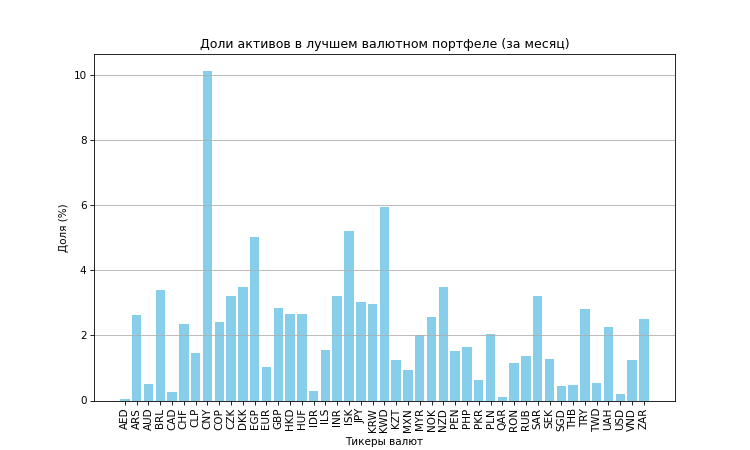 Доли активов в лучшем валютном портфеле (за месяц)
Доля (%)
10
8
6
4
2
0
AED ARS AUD BRL CAD CHF CLP CNY COP CZK DKK EGP EUR GBP HKD HUF IDR ILS INR ISK JPY KRW KWD KZT MXN MYR NOK NZD PEN PHP PKR PLN QAR RON RUB SAR SEK SGD THB TRY TWD UAH USD VND ZAR
Тикеры валют